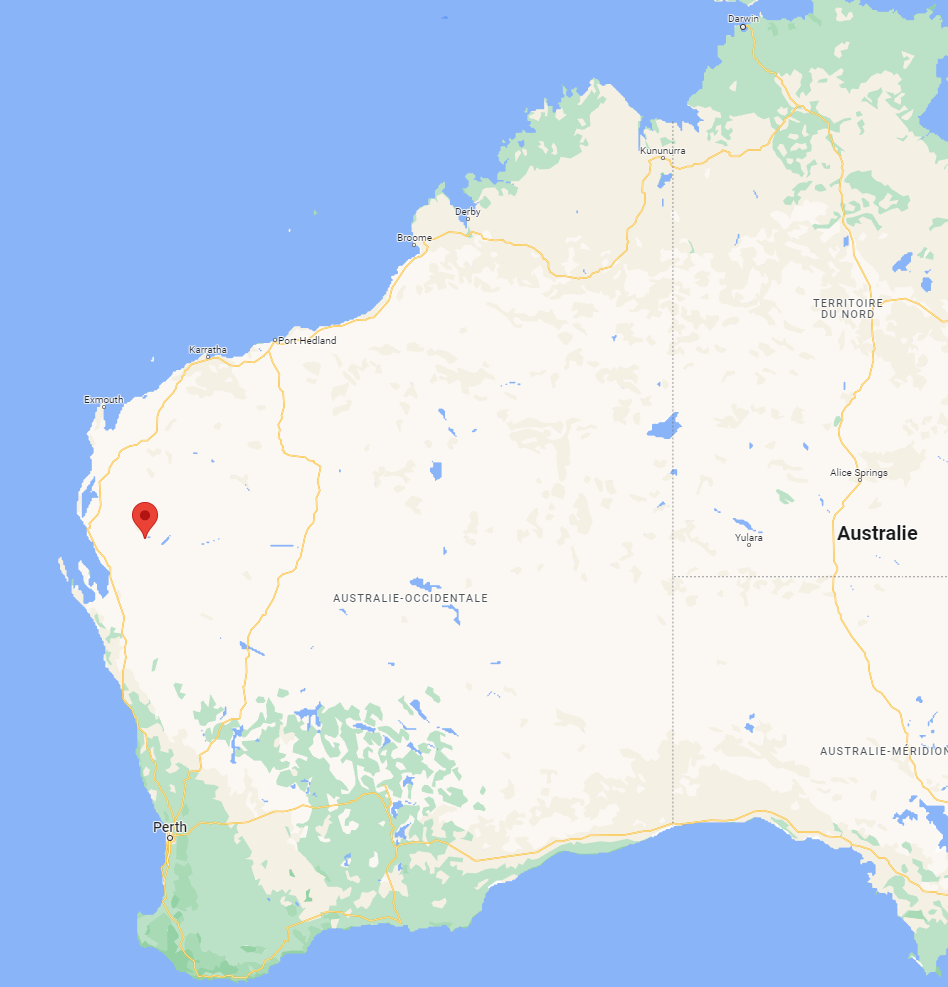 Darwin
Kununurra
Derby
Broome
TERRITOIRE
DU NORD
Port Hedland
Karratha
Exmouth
Alice Springs
Australie
Yulara
AUSTRALIE-OCCIDENTALE
AUSTRALIE-MÉRIDION
Perth